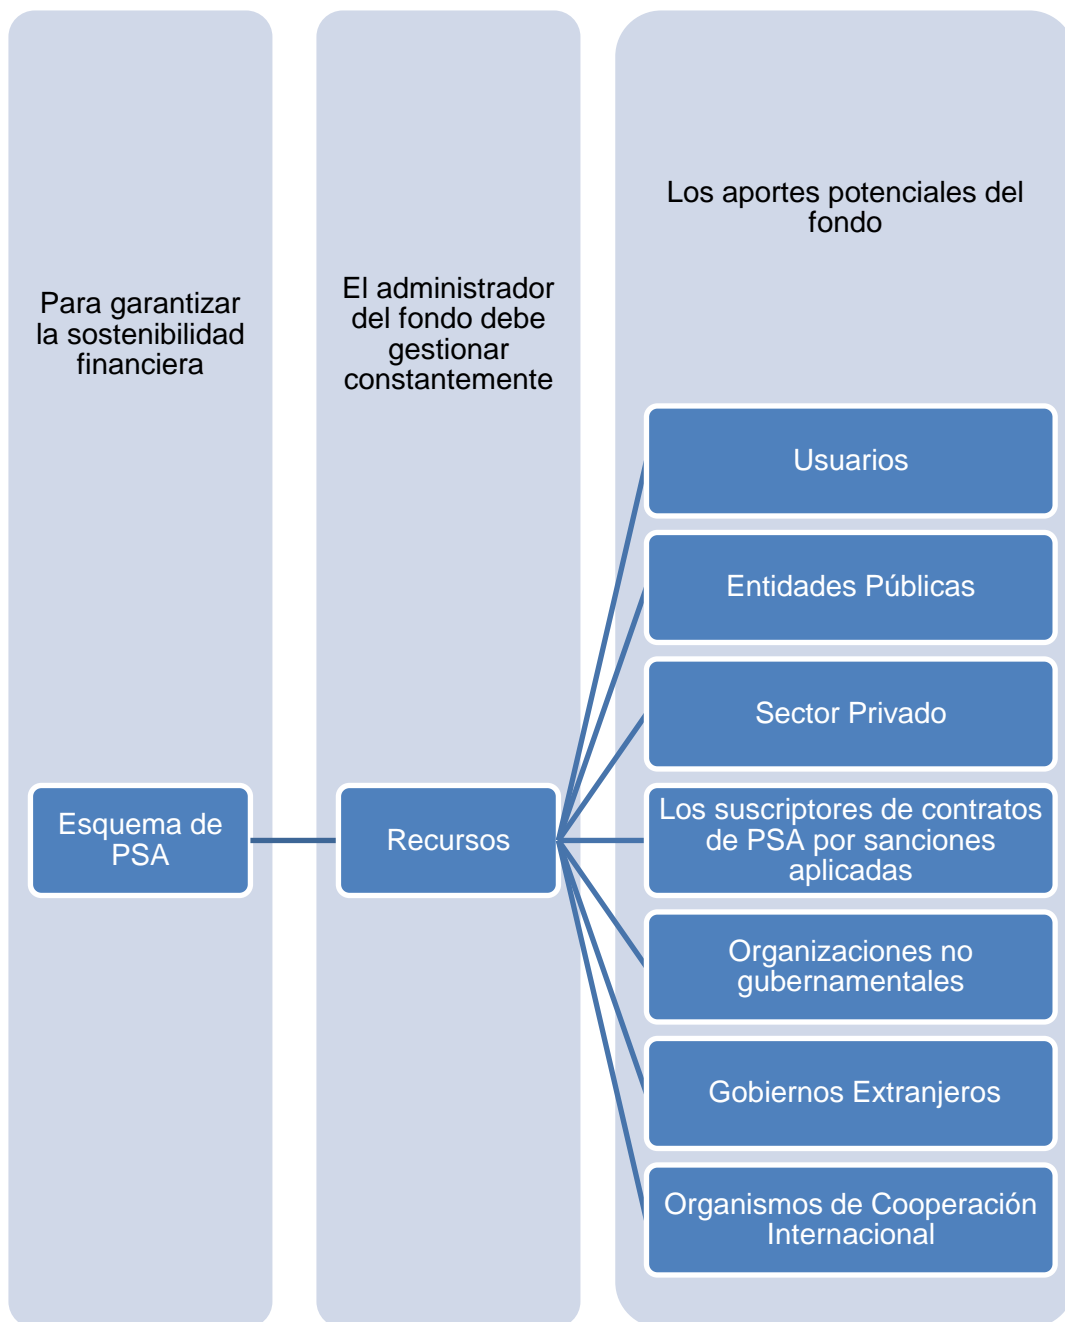 Para garantizar
la sostenibilidad
financiera
Esquema de
PSA
El administrador
del fondo debe
gestionar
constantemente
Recursos
Los aportes potenciales del
fondo
Usuarios
Entidades Públicas
Sector Privado
Los suscriptores de contratos
de PSA por sanciones
aplicadas
Organizaciones no
gubernamentales
Gobiernos Extranjeros
Organismos de Cooperación
Internacional